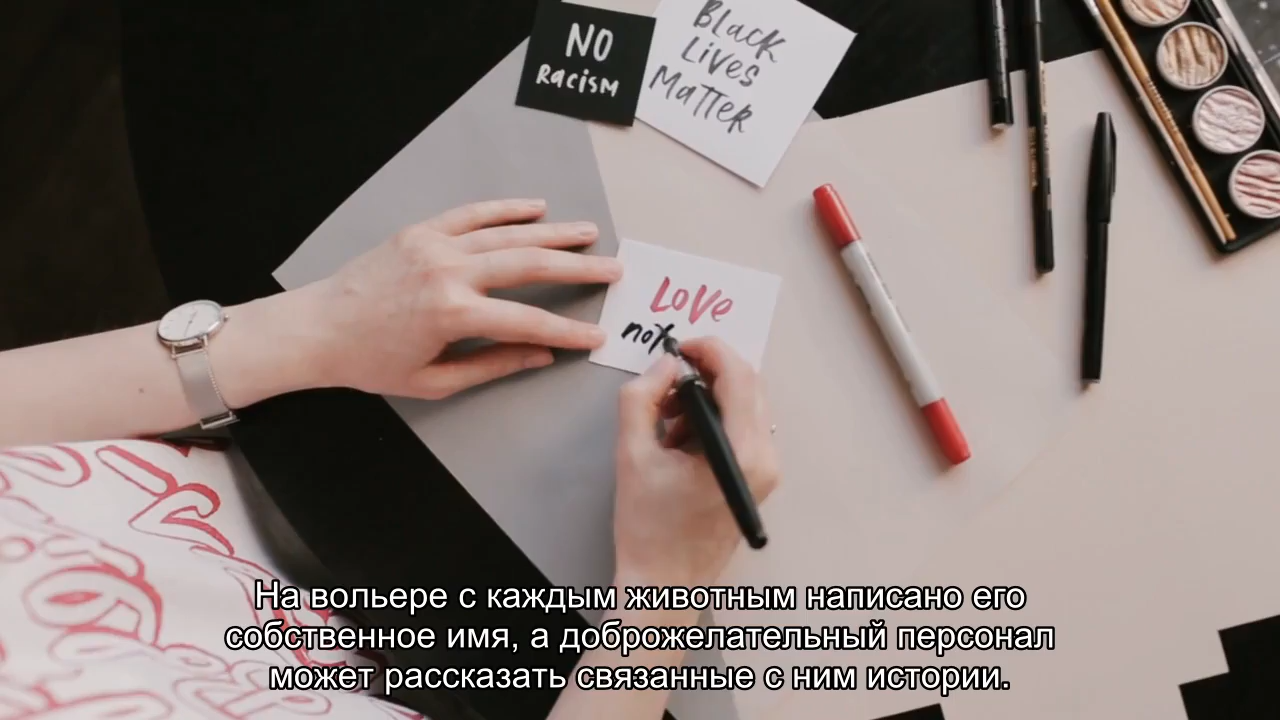 NO
Racism
Black
Lives
Matter
Love
not
На вольере с каждым животным написано его
собственное имя, а доброжелательный персонал
может рассказать связанные с ним истории.